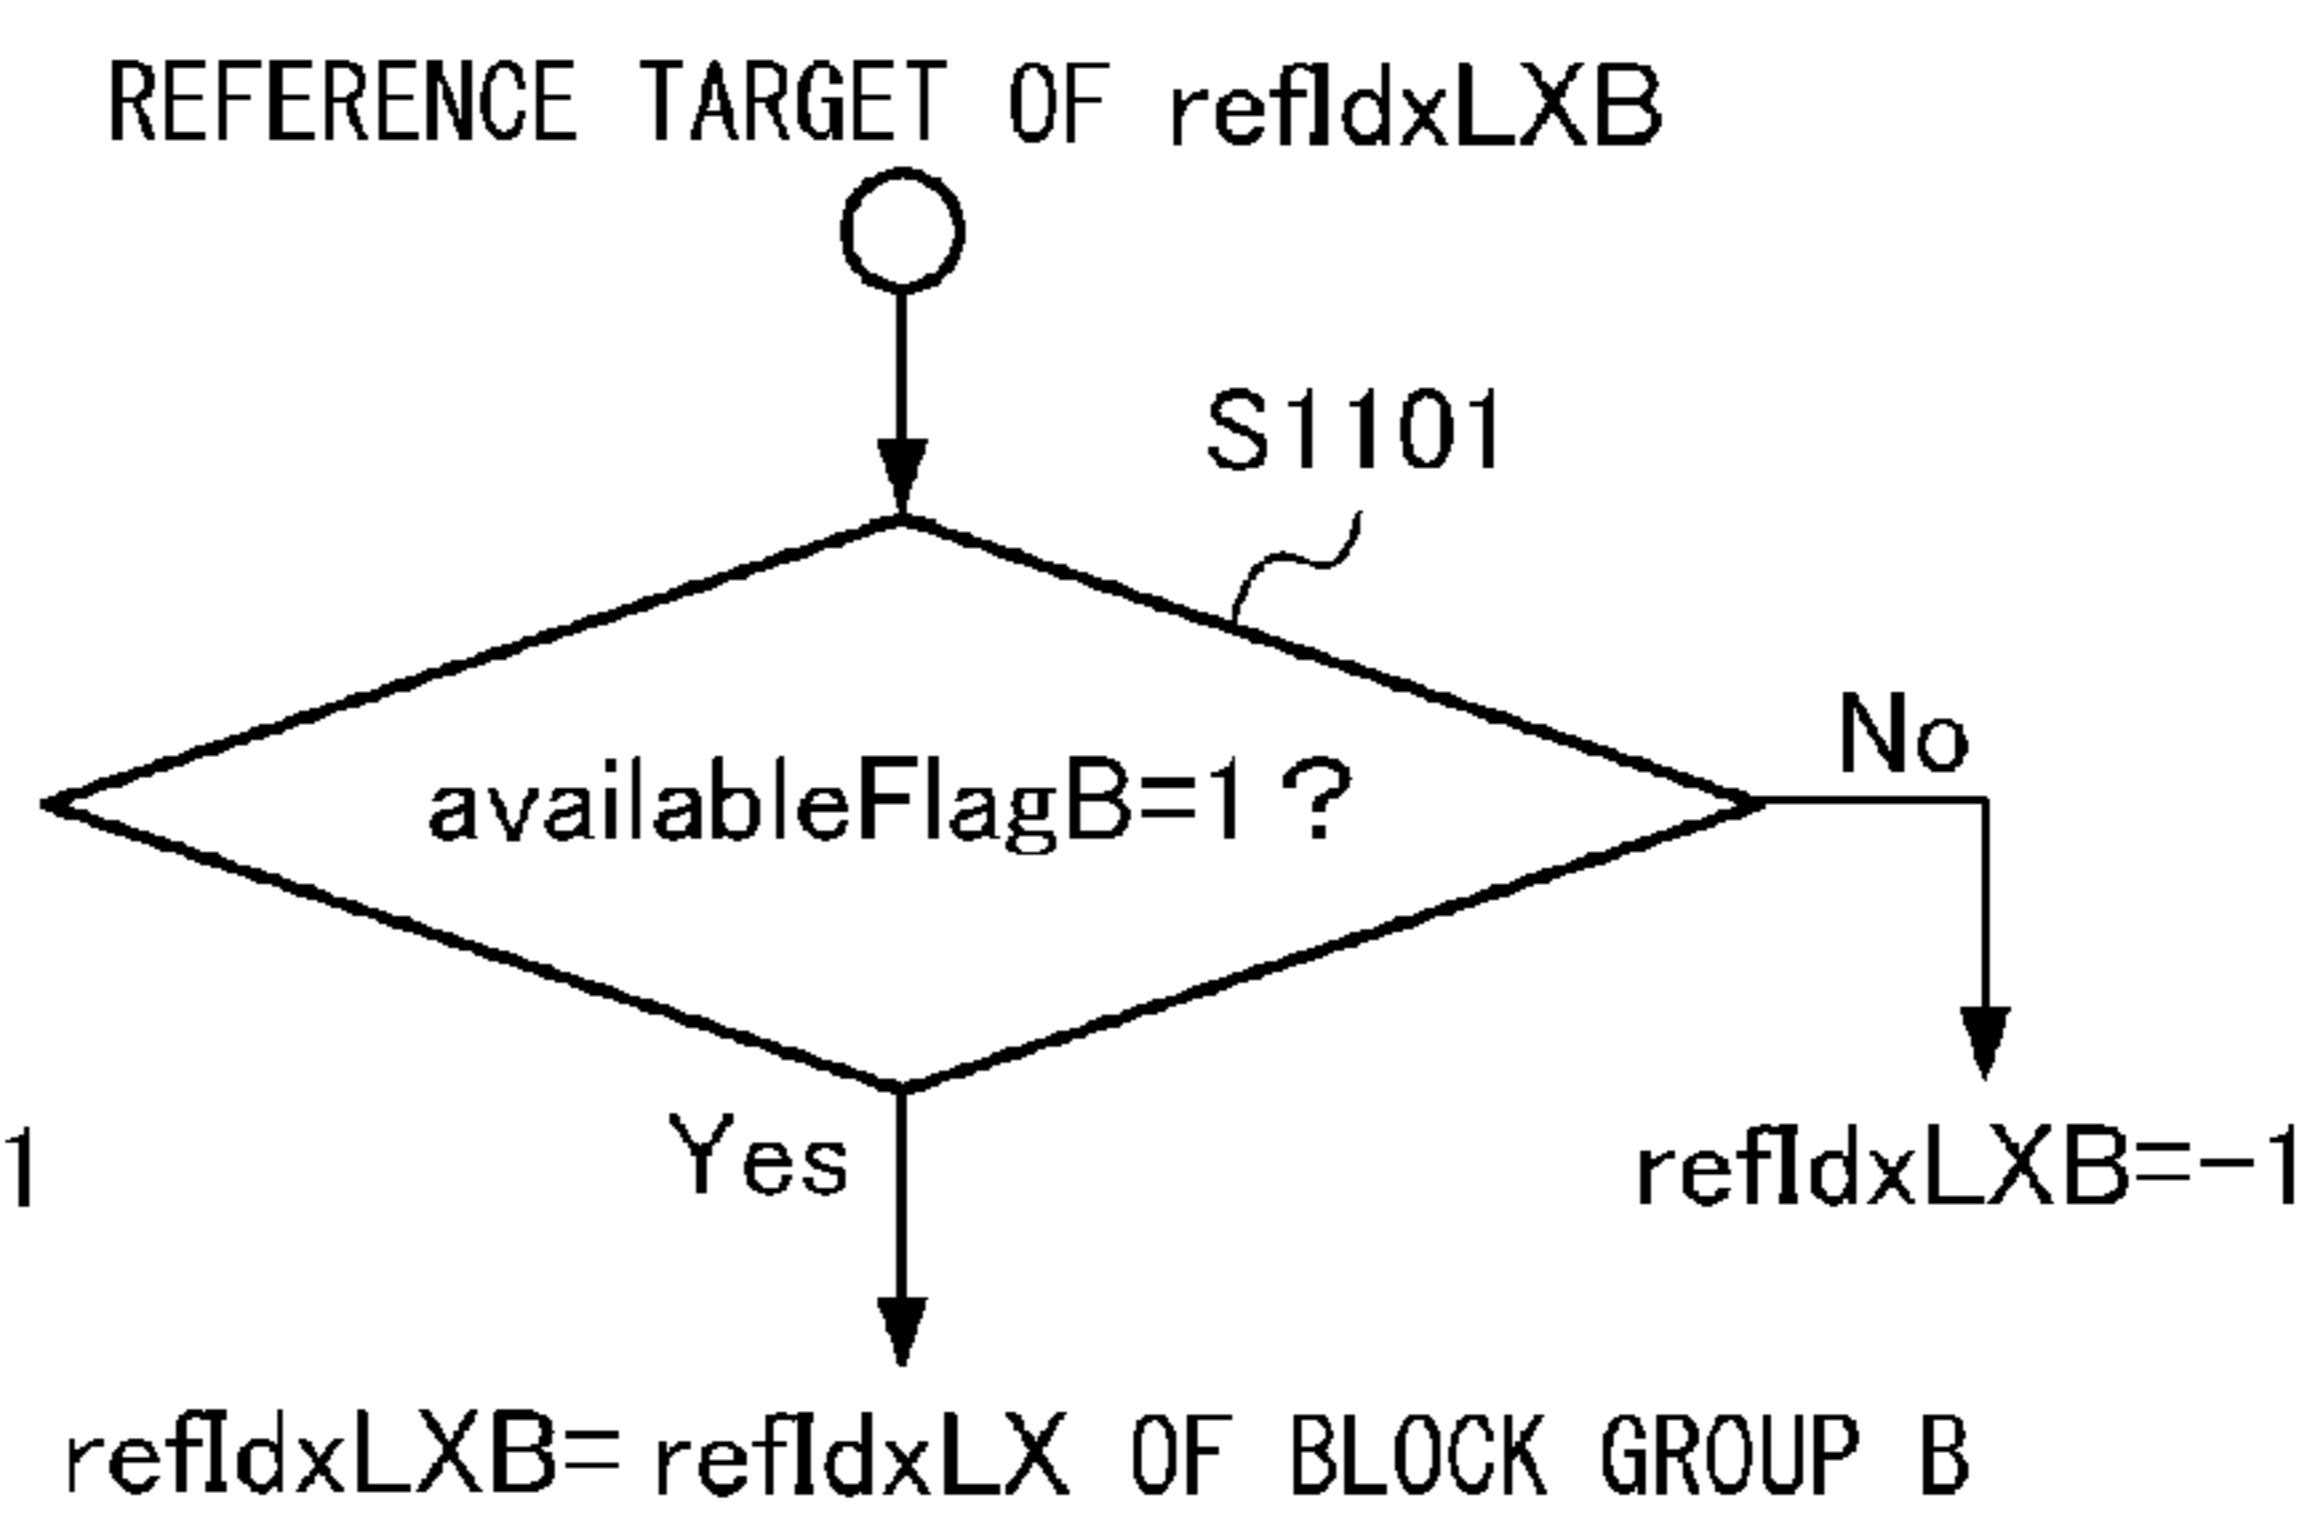 REFERENCE TARGET OF refIdxLXB
S1101
availableFlagB=1?
No
Yes
1
refIdxLXB=-1
refIdxLXB= refIdxLX OF BLOCK GROUP B